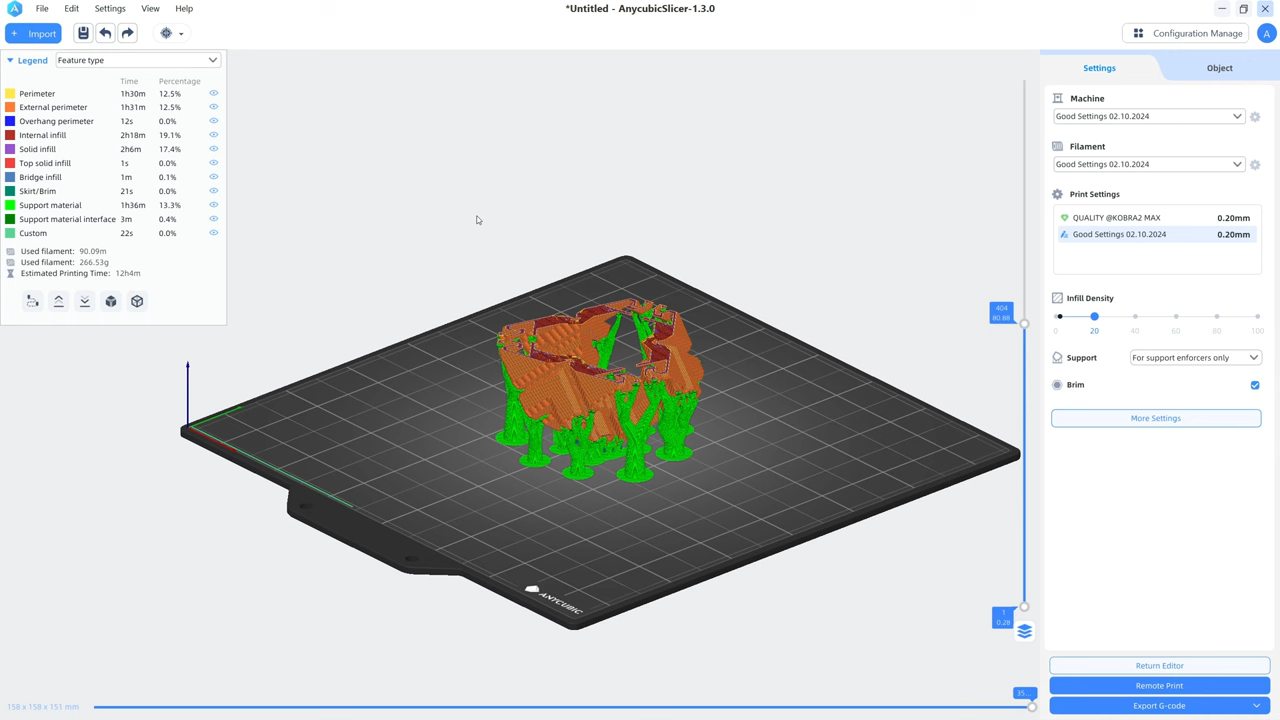 File Edit Settings View Help
*Untitled - AnycubicSlicer-1.3.0
+ Import
Configuration Manage
A
Legend Feature type
Time Percentage
Perimeter 1h30m 12.5%
External perimeter 1h31m 12.5%
Overhang perimeter 12s 0.0%
Internal infill 2h18m 19.1%
Solid infill 2h6m 17.4%
Top solid infill 1s 0.0%
Bridge infill 1m 0.1%
Skirt/Brim 21s 0.0%
Support material 1h36m 13.3%
Support material interface 3m 0.4%
Custom 22s 0.0%
Used filament: 90.09m
Used filament: 266.53g
Estimated Printing Time: 12h4m
ANYCUBIC
404
80.88
1
0.28
35...
158 x 158 x 151 mm
Settings Object
Machine
Good Settings 02.10.2024
Filament
Good Settings 02.10.2024
Print Settings
QUALITY @KOBRA2 MAX 0.20mm
Good Settings 02.10.2024 0.20mm
Infill Density
0 20 40 60 80 100
Support For support enforcers only
Brim
More Settings
Return Editor
Remote Print
Export G-code